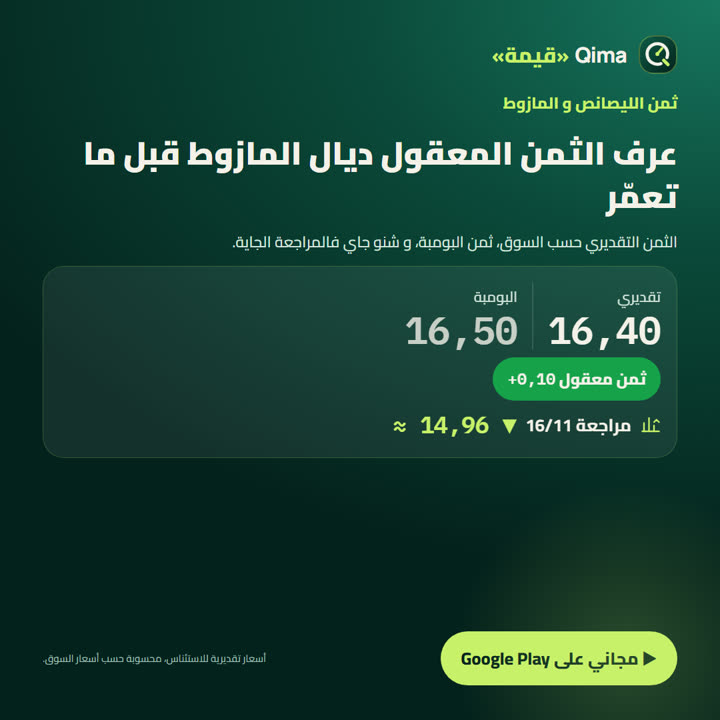 Qima «قيمة»
ثمن الليصانص و المازوط
عرف الثمن المعقول ديال المازوط قبل ما
تعمّر
الثمن التقديري حسب السوق، ثمن البومبة، و شنو جاي فالمراجعة الجاية.
تقديري
16,40
البومبة
16,50
ثمن معقول 0,10+
مراجعة 16/11 ▼ 14,96 ≈
◀ مجاني على Google Play
أسعار تقديرية للاستئناس، محسوبة حسب أسعار السوق.